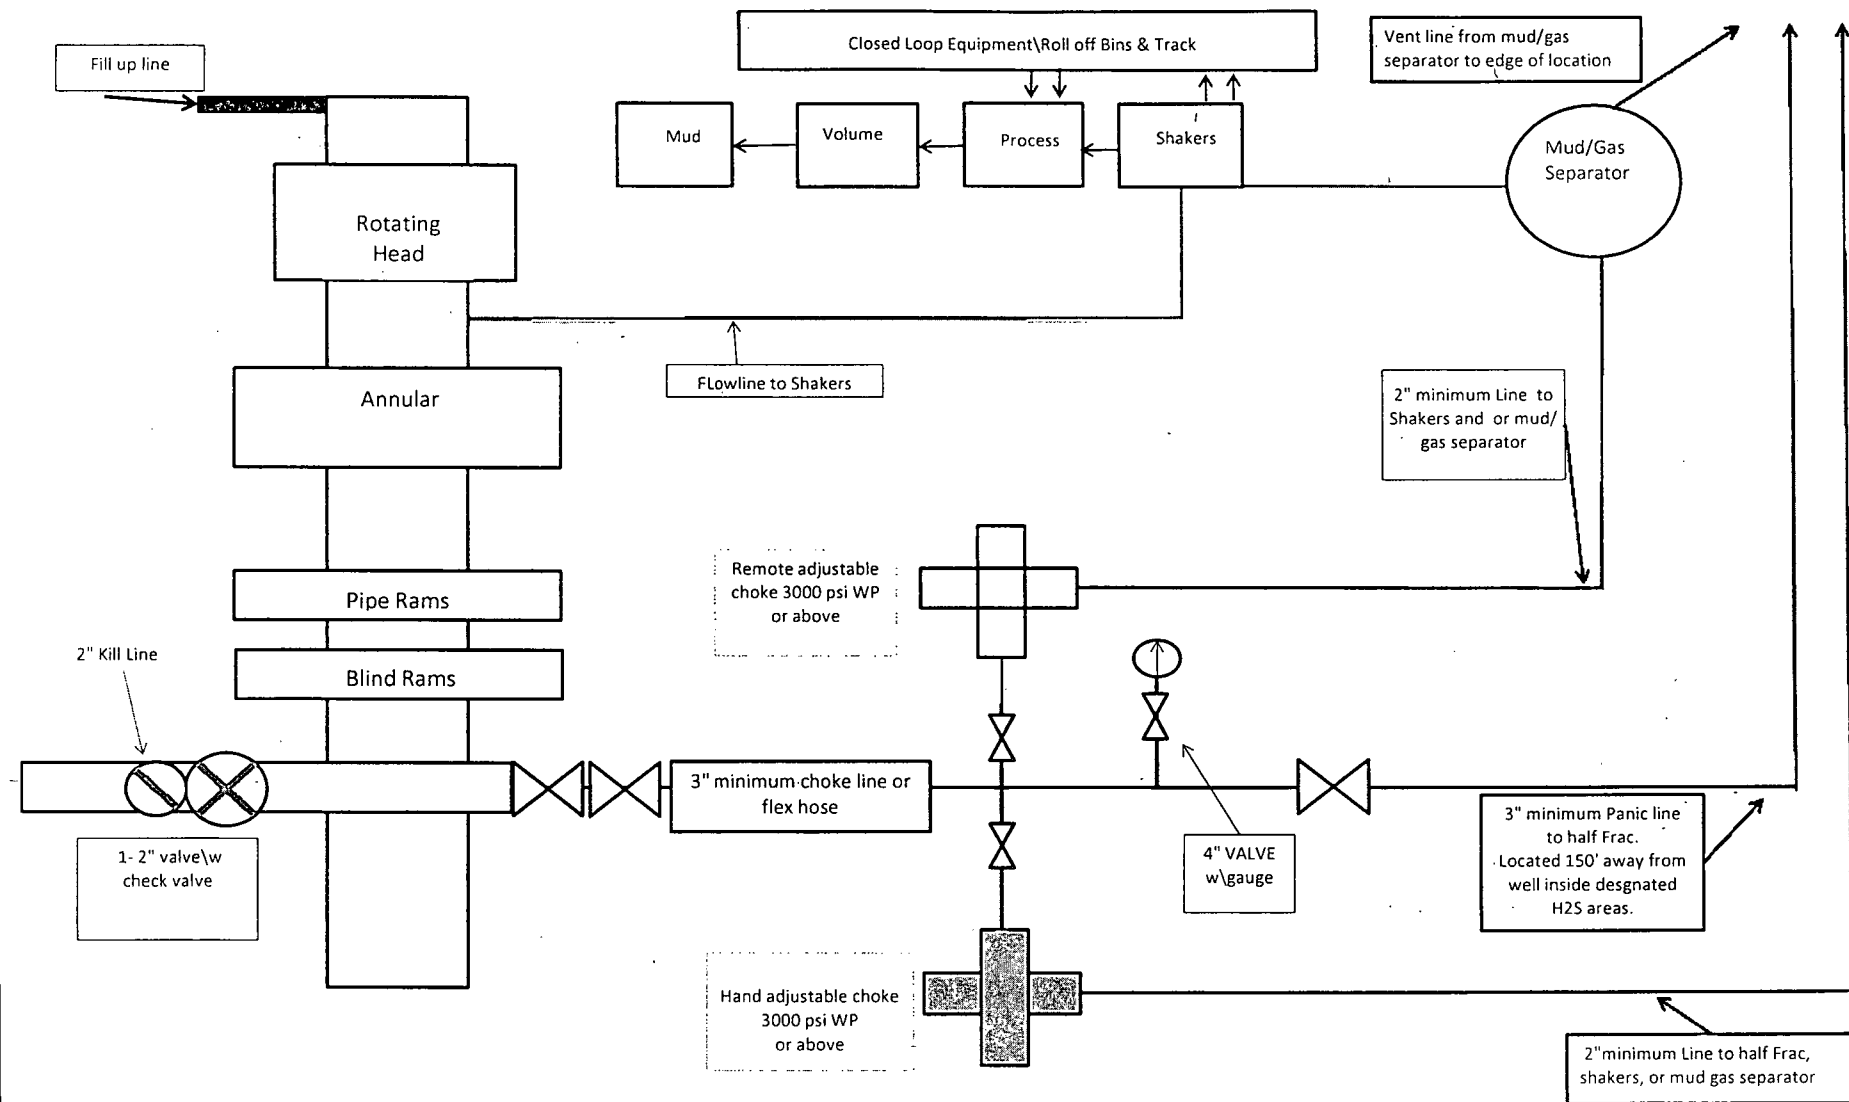 Closed Loop Equipment\Roll off Bins & Track
Vent line from mud/gas
separator to edge of location
Fill up line
Mud
Volume
Process
Shakers
Mud/Gas
Separator
Rotating
Head
FLowline to Shakers
Annular
2" minimum Line to
Shakers and or mud/
gas separator
Remote adjustable
choke 3000 psi WP
or above
Pipe Rams
2" Kill Line
Blind Rams
3" minimum choke line or
flex hose
1- 2" valve\w
check valve
4" VALVE
w\gauge
3" minimum Panic line
to half Frac.
Located 150' away from
well inside desgnated
H2S areas.
Hand adjustable choke
3000 psi WP
or above
2"minimum Line to half Frac,
shakers, or mud gas separator